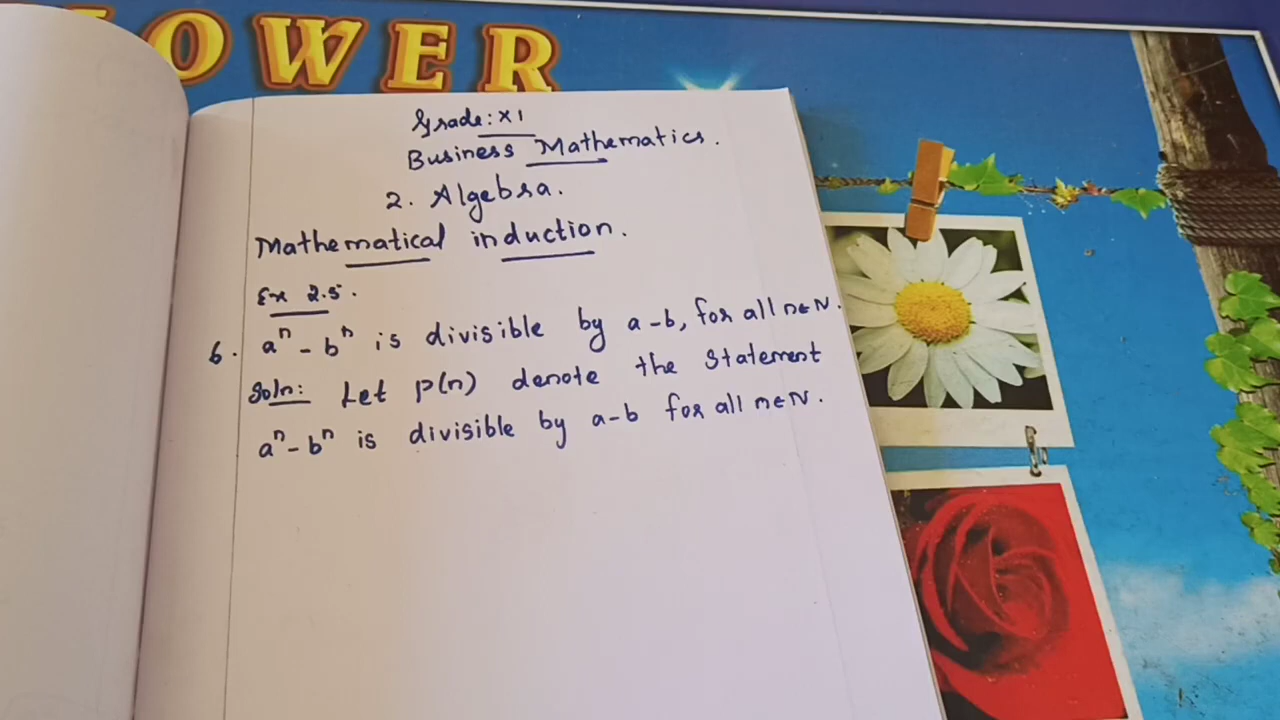 OWER
Grade: XI
Business Mathematics.
2. Algebra.
Mathematical induction.
Ex 2.5.
6. aⁿ - bⁿ is divisible by a-b, for all n∈N.
Soln: Let P(n) denote the statement
aⁿ - bⁿ is divisible by a-b for all n∈N.